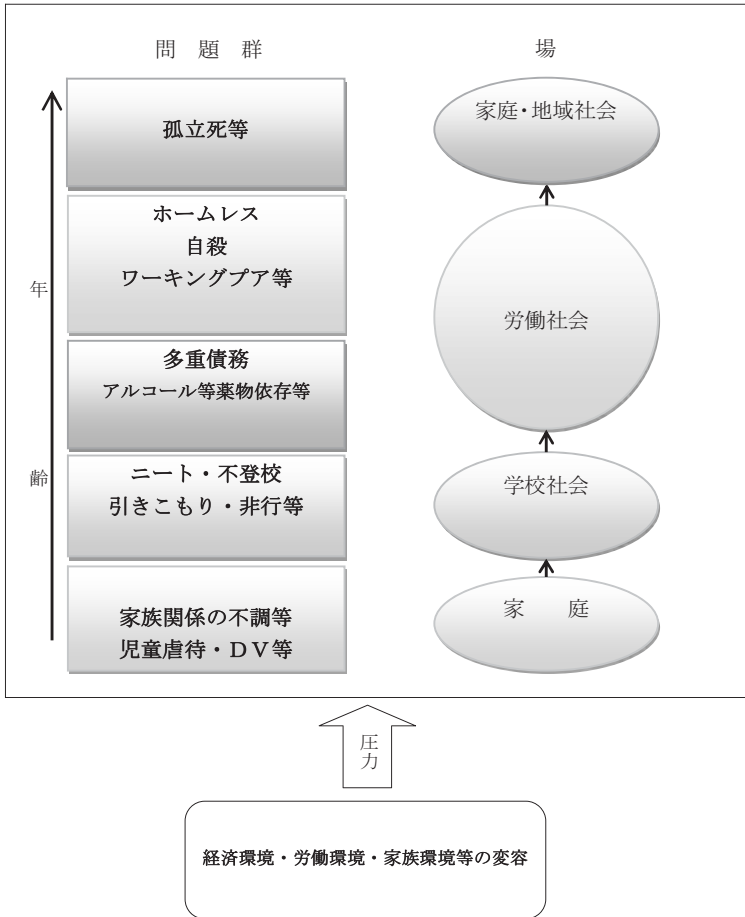 問 題 群
場
孤立死等
家庭・地域社会
ホームレス
自殺
ワーキングプア等
年
労働社会
多重債務
アルコール等薬物依存等
齢
ニート・不登校
引きこもり・非行等
学校社会
家族関係の不調等
児童虐待・ＤＶ等
家 庭
圧力
経済環境・労働環境・家族環境等の変容